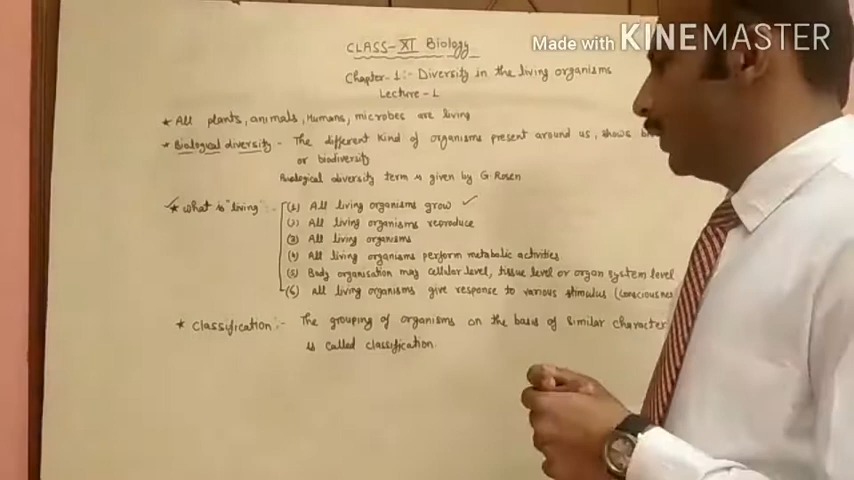 Made with KINEMASTER
CLASS-XI Biology
Chapter-1:- Diversity in the living organisms
Lecture-1
* All plants, animals, Humans, microbes are living
* Biological diversity - The different kind of organisms present around us, shows
or biodiversity
Biological diversity term is given by G. Rosen
* What is "living" :- (1) All living organisms grow ✓
(2) All living organisms reproduce
(3) All living organisms
(4) All living organisms perform metabolic activities
(5) Body organisation may cellular level, tissue level or organ system level
(6) All living organisms give response to various stimulus (consciousnes
* Classification:- The grouping of organisms on the basis of similar character
is called classification.